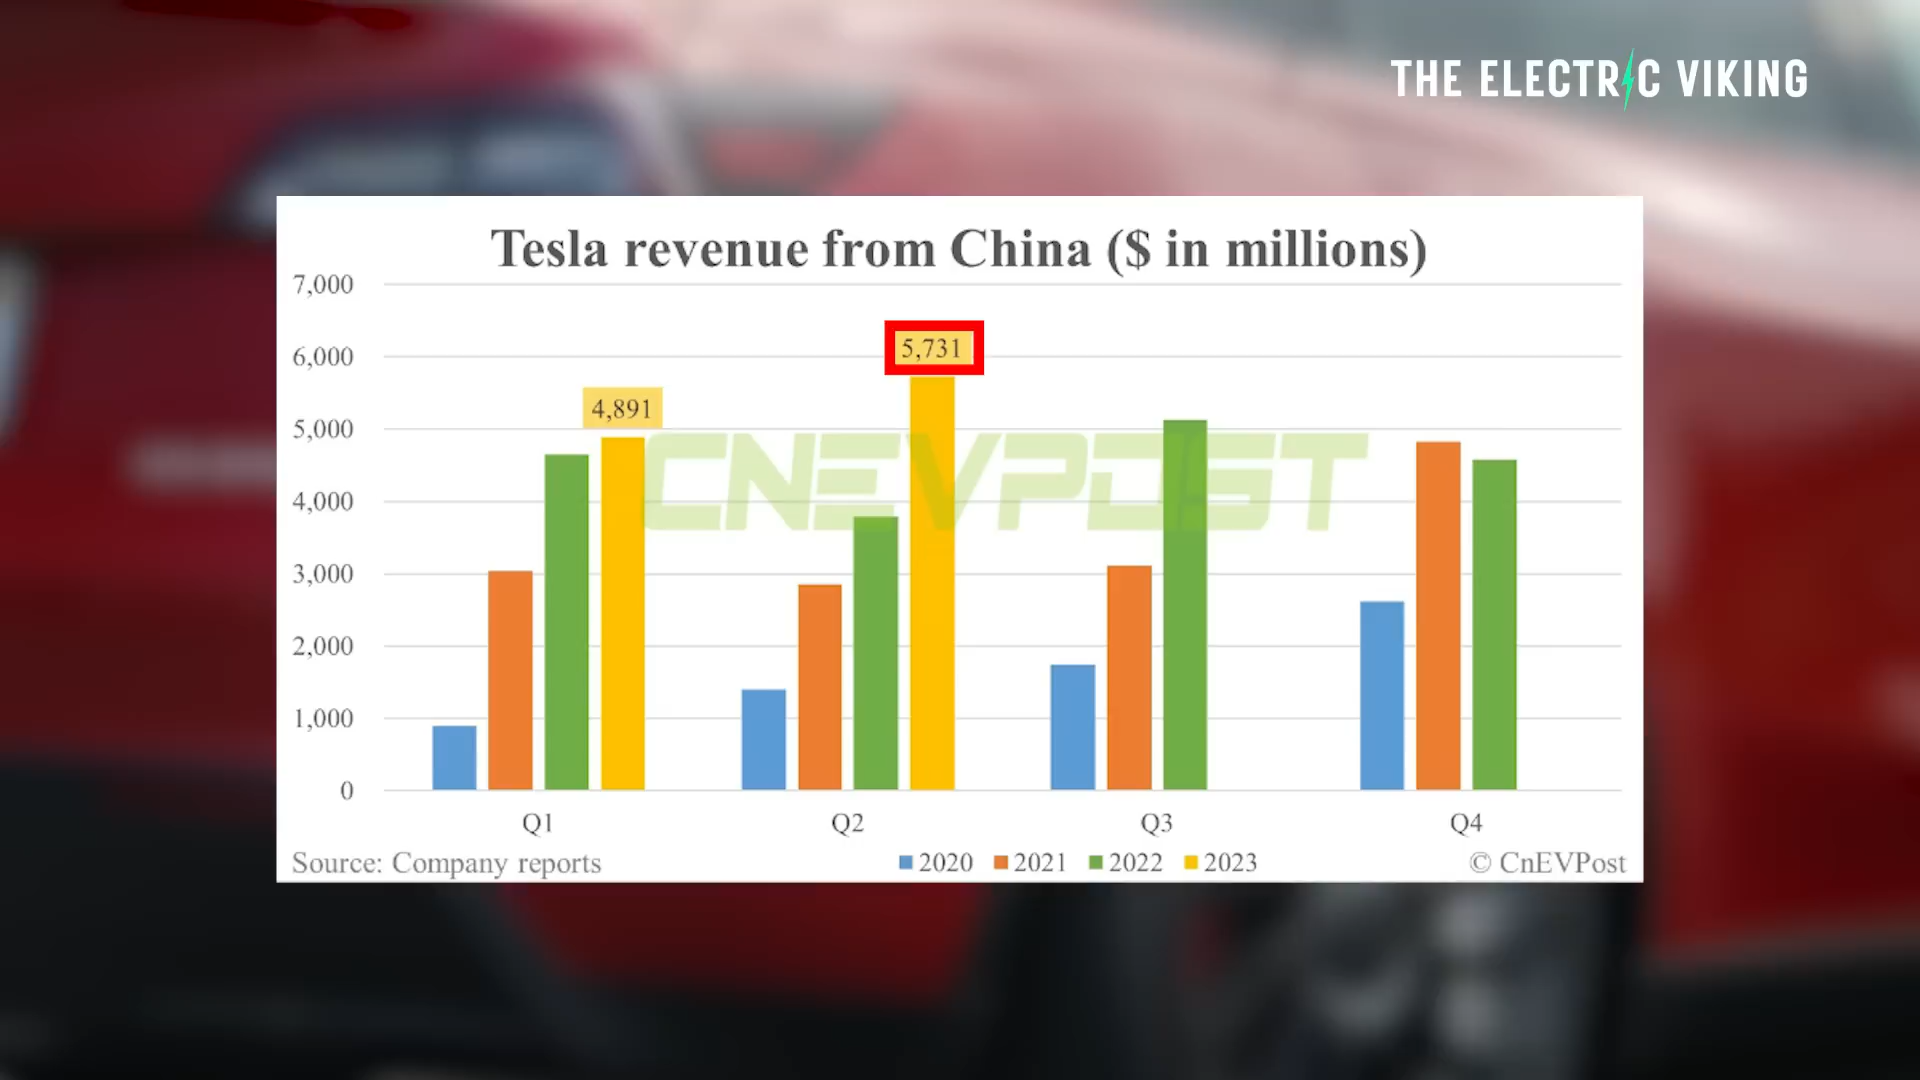 THE ELECTRIC VIKING
Tesla revenue from China ($ in millions)
7,000
6,000
5,000
4,000
3,000
2,000
1,000
0
4,891
5,731
CNEVPOST
Q1 Q2 Q3 Q4
Source: Company reports
2020 2021 2022 2023
© CnEVPost